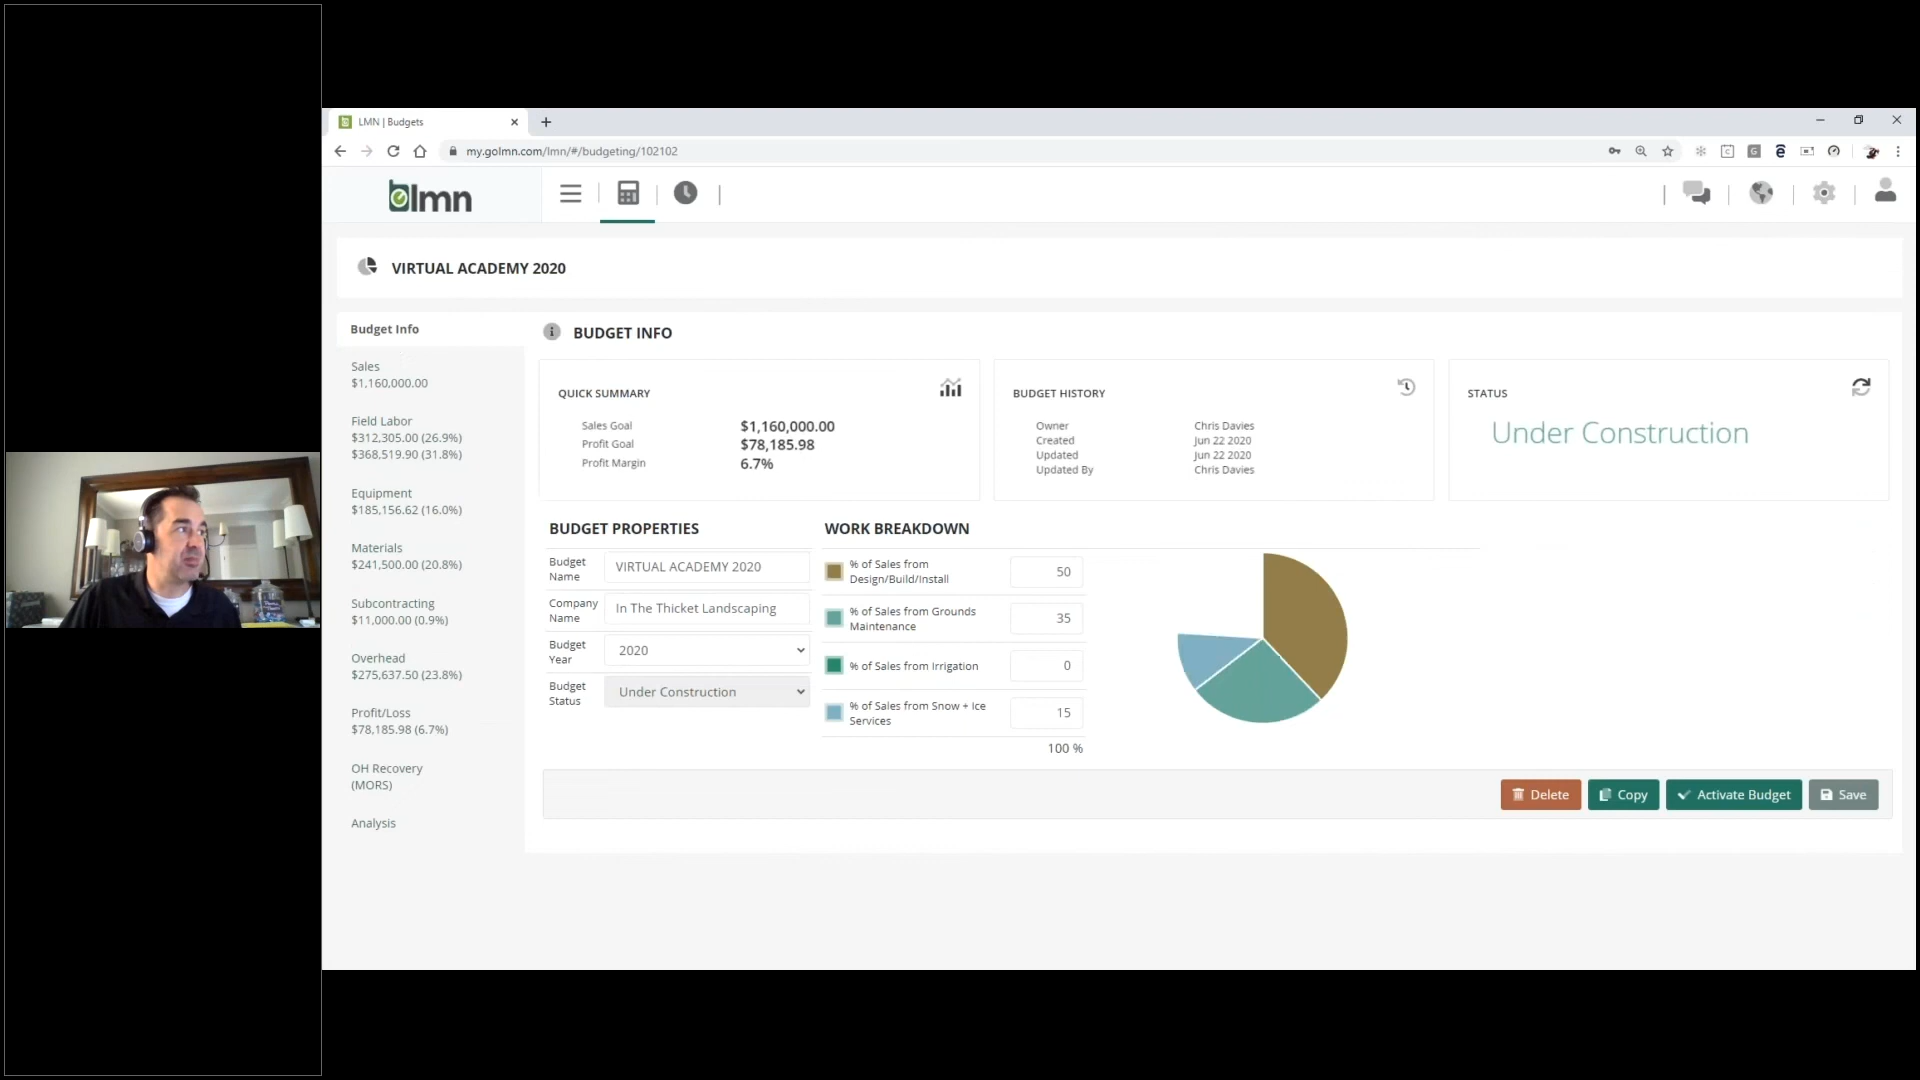 LMN | Budgets
my.golmn.com/lmn/#/budgeting/102102
lmn
VIRTUAL ACADEMY 2020
Budget Info
Sales
$1,160,000.00
Field Labor
$312,305.00 (26.9%)
$368,519.90 (31.8%)
Equipment
$185,156.62 (16.0%)
Materials
$241,500.00 (20.8%)
Subcontracting
$11,000.00 (0.9%)
Overhead
$275,637.50 (23.8%)
Profit/Loss
$78,185.98 (6.7%)
OH Recovery
(MORS)
Analysis
BUDGET INFO
QUICK SUMMARY
Sales Goal $1,160,000.00
Profit Goal $78,185.98
Profit Margin 6.7%
BUDGET HISTORY
Owner Chris Davies
Created Jun 22 2020
Updated Jun 22 2020
Updated By Chris Davies
STATUS
Under Construction
BUDGET PROPERTIES
Budget
Name
VIRTUAL ACADEMY 2020
Company
Name
In The Thicket Landscaping
Budget
Year
2020
Budget
Status
Under Construction
WORK BREAKDOWN
% of Sales from
Design/Build/Install
50
% of Sales from Grounds
Maintenance
35
% of Sales from Irrigation 0
% of Sales from Snow + Ice
Services
15
100 %
Delete Copy Activate Budget Save